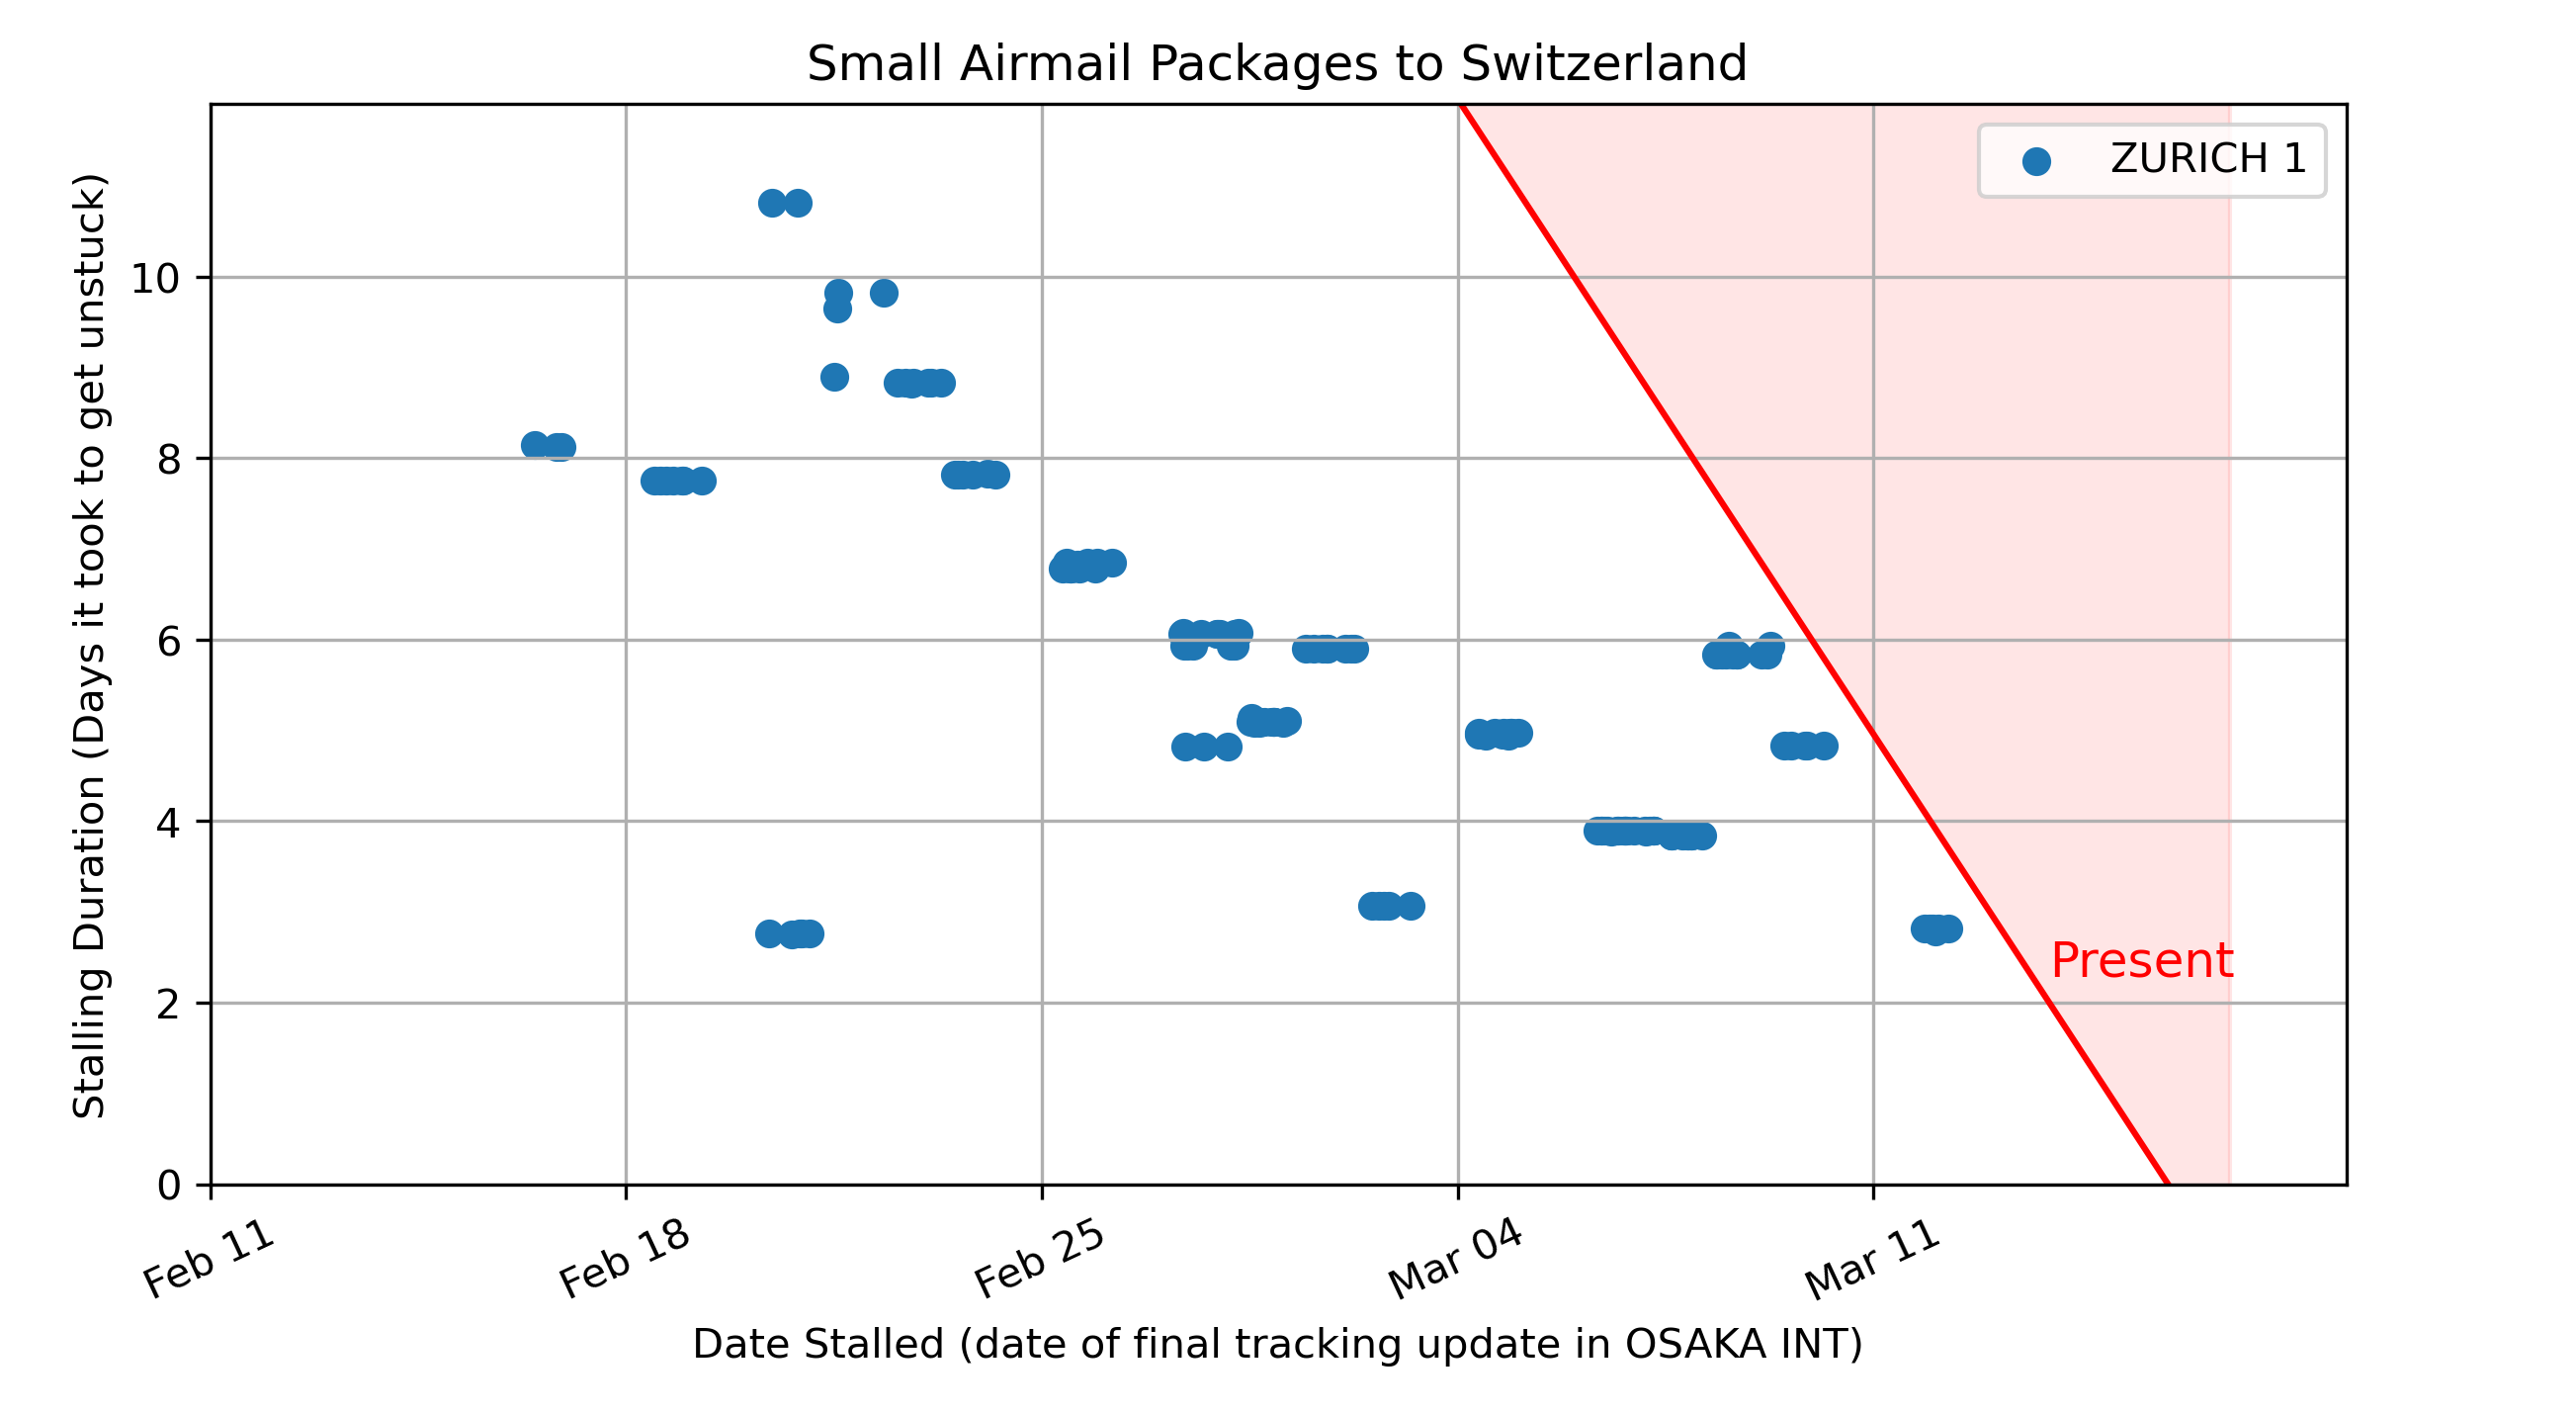 Small Airmail Packages to Switzerland
ZURICH 1
Stalling Duration (Days it took to get unstuck)
10
8
6
4
2
0
Present
Feb 11
Feb 18
Feb 25
Mar 04
Mar 11
Date Stalled (date of final tracking update in OSAKA INT)